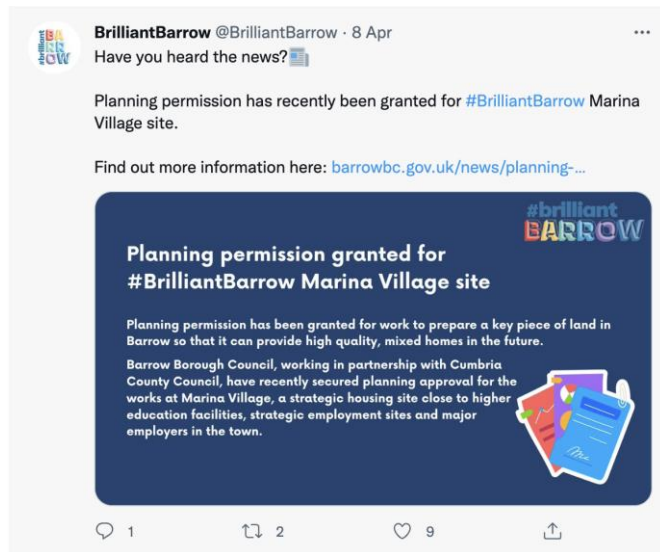 BrilliantBarrow @BrilliantBarrow · 8 Apr
Have you heard the news?
Planning permission has recently been granted for #BrilliantBarrow Marina
Village site.
Find out more information here: barrowbc.gov.uk/news/planning-...
#brilliant
BARROW
Planning permission granted for
#BrilliantBarrow Marina Village site
Planning permission has been granted for work to prepare a key piece of land in
Barrow so that it can provide high quality, mixed homes in the future.
Barrow Borough Council, working in partnership with Cumbria
County Council, have recently secured planning approval for the
works at Marina Village, a strategic housing site close to higher
education facilities, strategic employment sites and major
employers in the town.
1 2 9